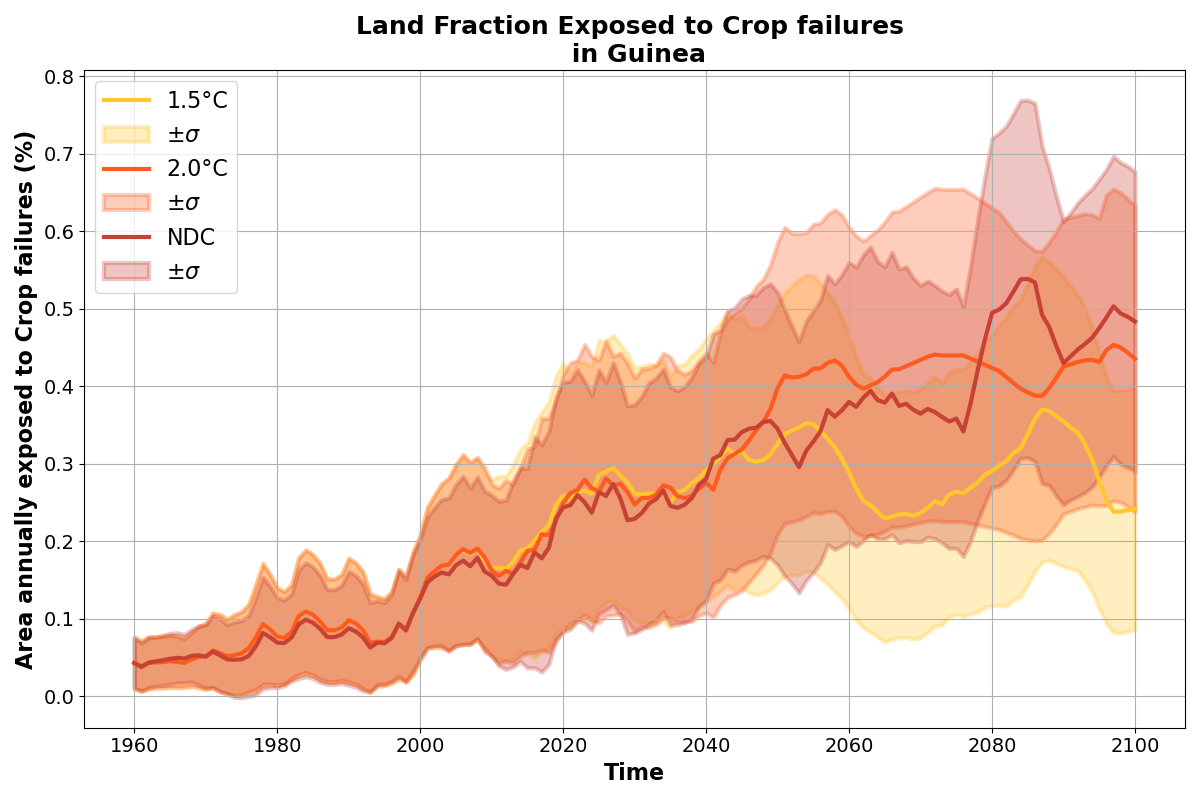 Land Fraction Exposed to Crop failures
in Guinea
Area annually exposed to Crop failures (%)
0.8
0.7
0.6
0.5
0.4
0.3
0.2
0.1
0.0
1.5°C
±σ
2.0°C
±σ
NDC
±σ
1960 1980 2000 2020 2040 2060 2080 2100
Time